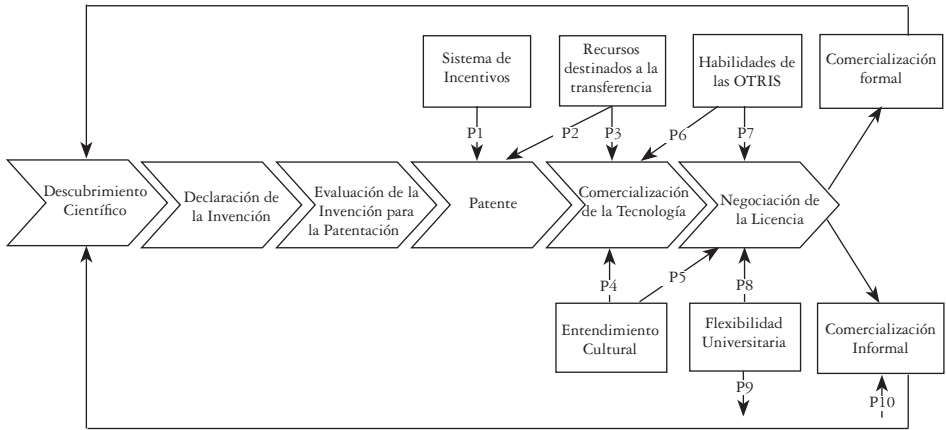 Sistema de
Incentivos
Recursos
destinados a la
transferencia
Habilidades de
las OTRIS
Comercialización
formal
P1
P2
P3
P6
P7
Descubrimiento
Científico
Declaración de
la Invención
Evaluación de la
Invención para
la Patentación
Patente
Comercialización
de la Tecnología
Negociación de
la Licencia
P4
P5
P8
Entendimiento
Cultural
Flexibilidad
Universitaria
Comercialización
Informal
P9
P10